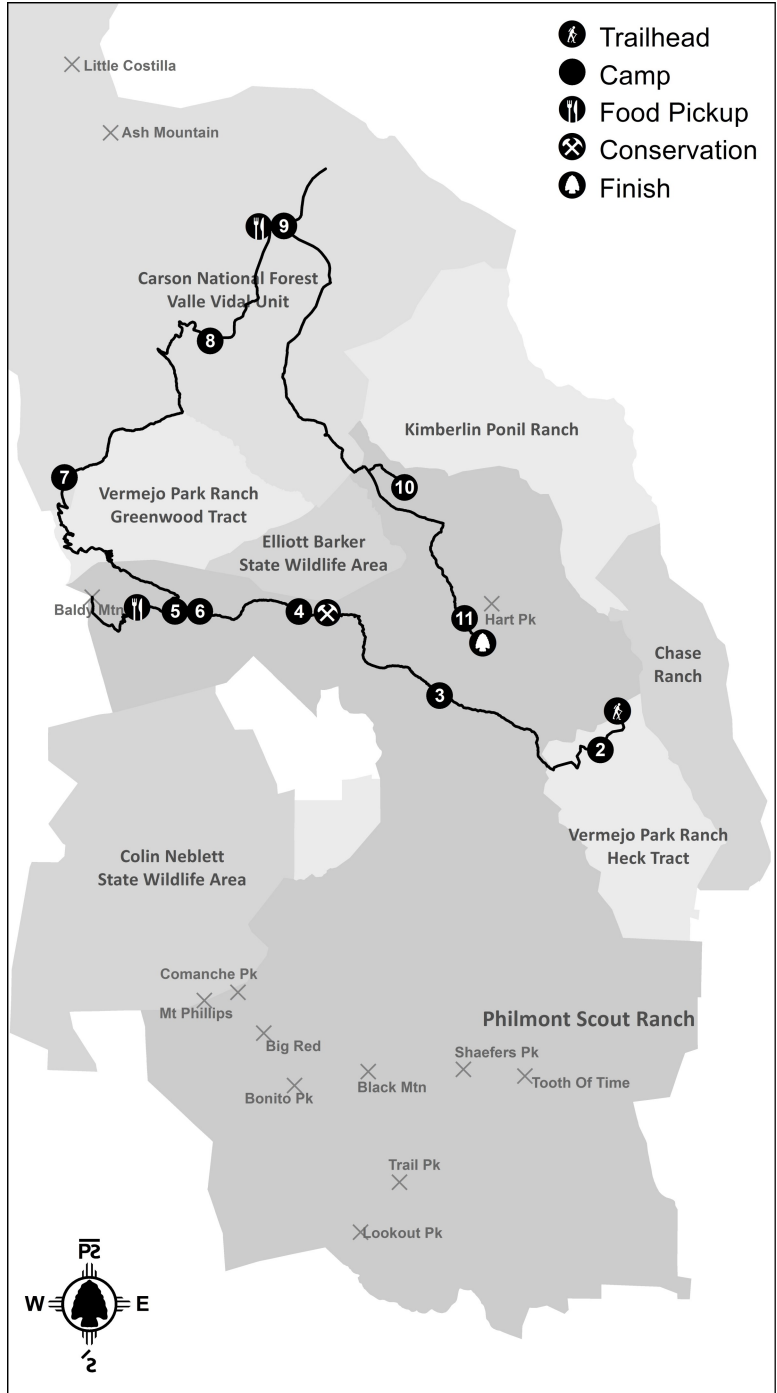 Trailhead
Camp
Food Pickup
Conservation
Finish
Little Costilla
Ash Mountain
9
Carson National Forest
Valle Vidal Unit
8
Kimberlin Ponil Ranch
7
10
Vermejo Park Ranch
Greenwood Tract
Elliott Barker
State Wildlife Area
Baldy Mtn
5
6
4
11
Hart Pk
Chase
Ranch
3
2
Vermejo Park Ranch
Heck Tract
Colin Neblett
State Wildlife Area
Comanche Pk
Mt Phillips
Philmont Scout Ranch
Big Red
Shaefers Pk
Bonito Pk
Black Mtn
Tooth Of Time
Trail Pk
Lookout Pk
W
E